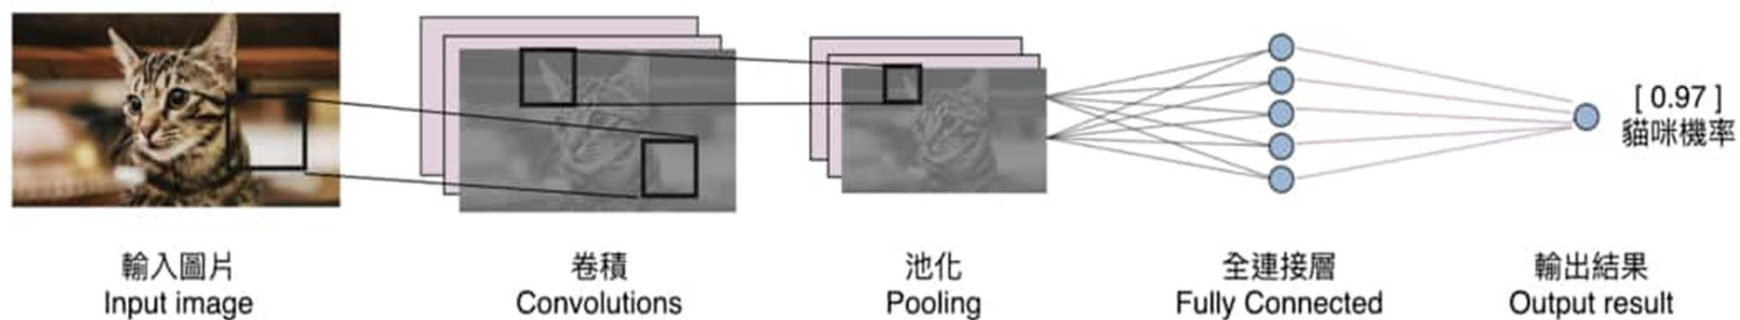 [ 0.97 ]
貓咪機率
輸入圖片
Input image
卷積
Convolutions
池化
Pooling
全連接層
Fully Connected
輸出結果
Output result